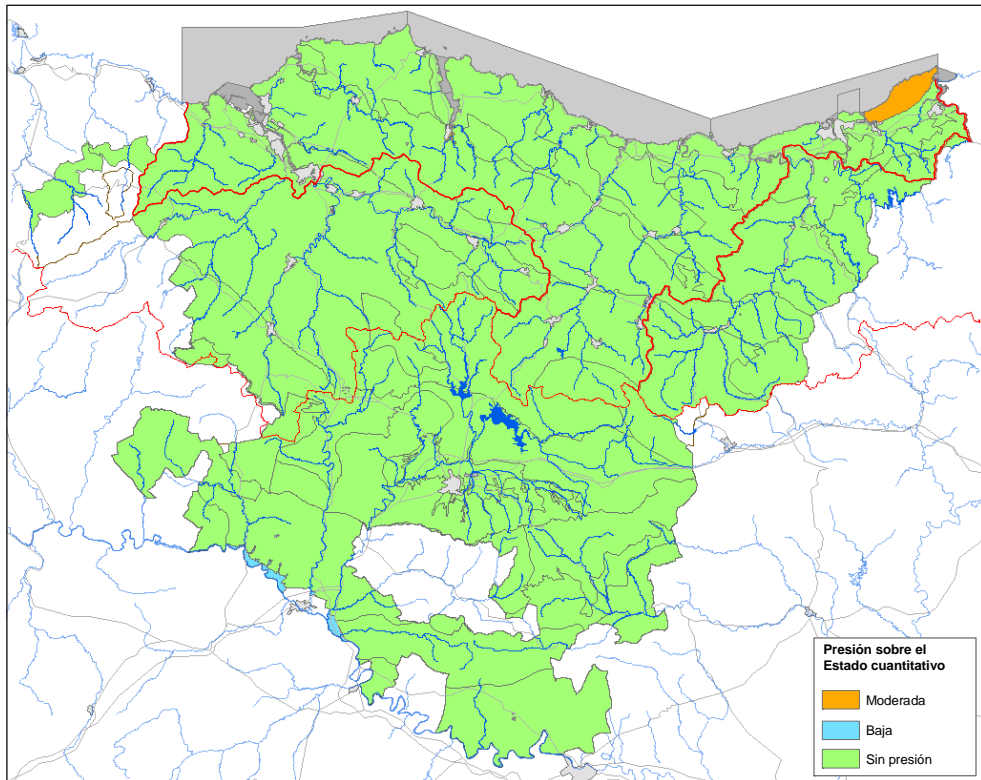 Presión sobre el
Estado cuantitativo
Moderada
Baja
Sin presión